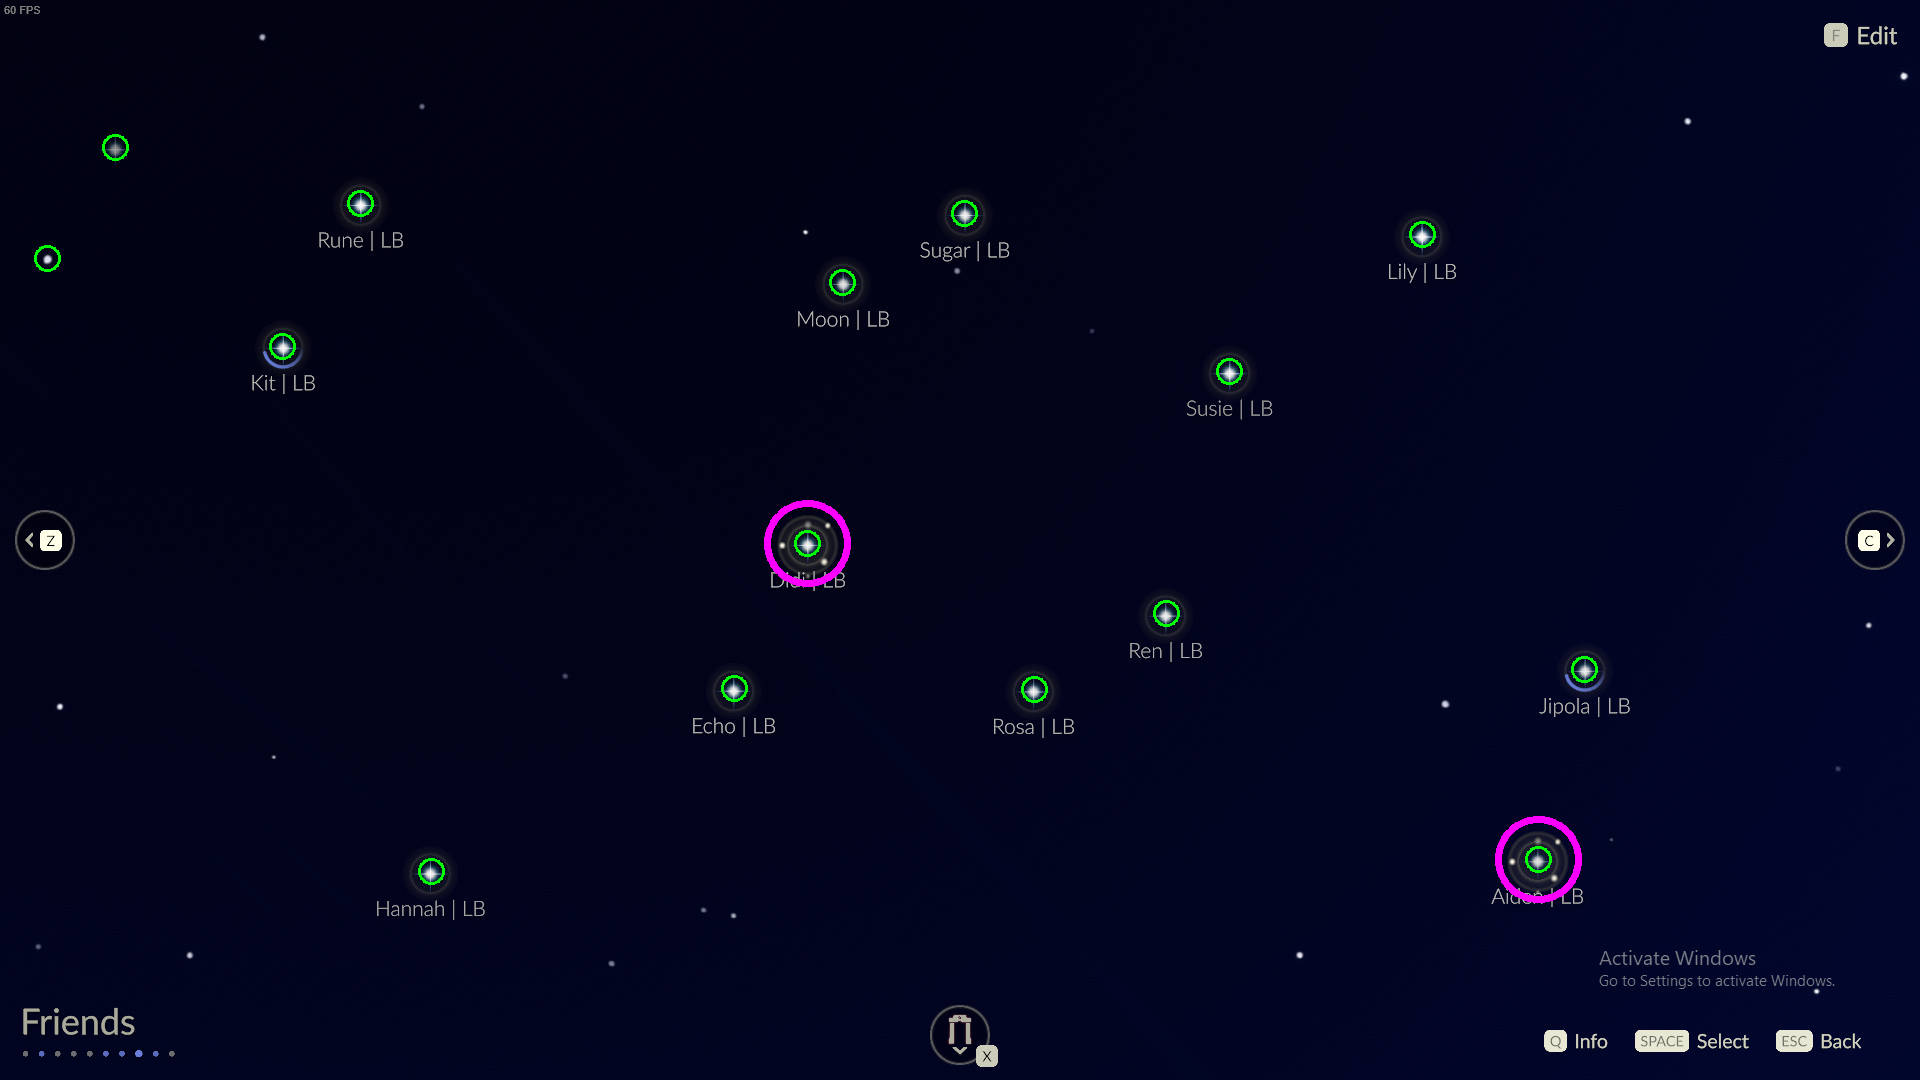 60 FPS
F Edit
Rune | LB
Sugar | LB
Lily | LB
Moon | LB
Kit | LB
Susie | LB
Z
C
Didi | LB
Ren | LB
Jipola | LB
Echo | LB
Rosa | LB
Aiden | LB
Hannah | LB
Activate Windows
Go to Settings to activate Windows.
Friends
X
Q Info SPACE Select ESC Back